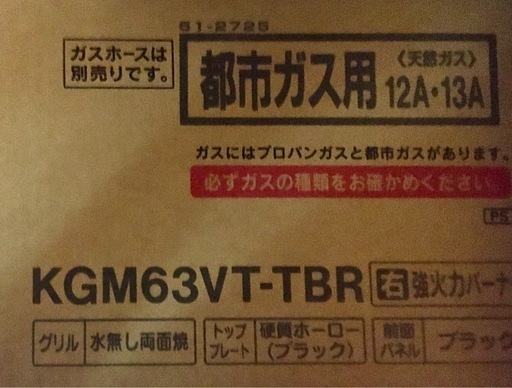 51-2725
ガスホースは
別売りです。
都市ガス用
〈天然ガス〉
12A・13A
ガスにはプロパンガスと都市ガスがあります。
必ずガスの種類をお確かめください。
PS
KGM63VT-TBR
右 強火力バーナ
グリル 水無し両面焼
トップ
プレート
硬質ホーロー
(ブラック)
前面
パネル
ブラック